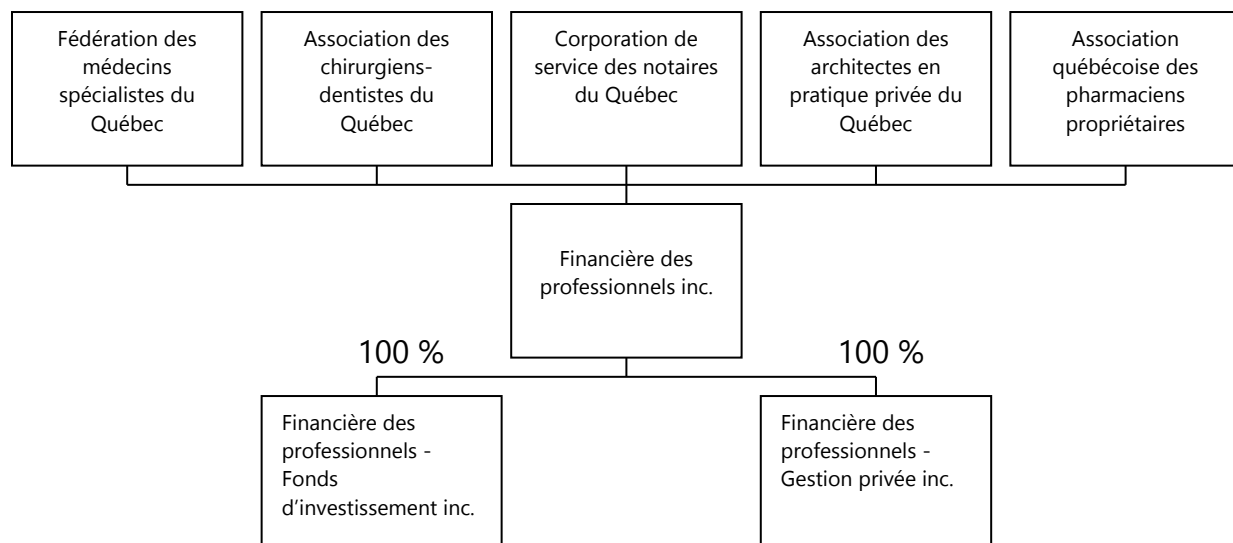 Fédération des
médecins
spécialistes du
Québec
Association des
chirurgiens-
dentistes du
Québec
Corporation de
service des notaires
du Québec
Association des
architectes en
pratique privée du
Québec
Association
québécoise des
pharmaciens
propriétaires
Financière des
professionnels inc.
100 %
100 %
Financière des
professionnels -
Fonds
d’investissement inc.
Financière des
professionnels -
Gestion privée inc.